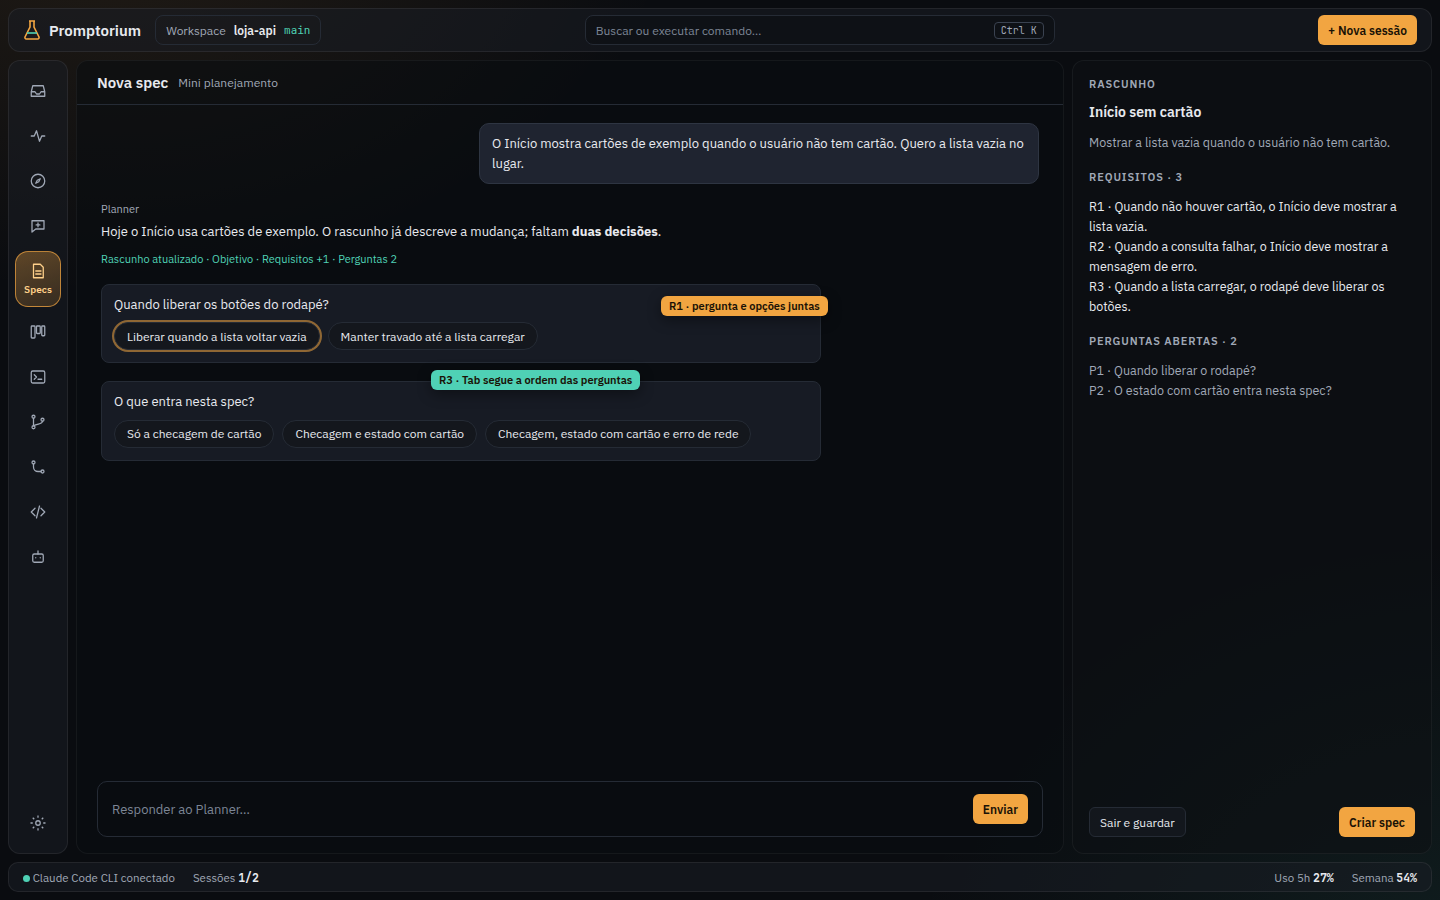 Promptorium
Workspace loja-api main
Buscar ou executar comando...
Ctrl K
+ Nova sessão
Specs
Nova spec Mini planejamento
O Início mostra cartões de exemplo quando o usuário não tem cartão. Quero a lista vazia no
lugar.
Planner
Hoje o Início usa cartões de exemplo. O rascunho já descreve a mudança; faltam duas decisões.
Rascunho atualizado · Objetivo · Requisitos +1 · Perguntas 2
Quando liberar os botões do rodapé?
R1 · pergunta e opções juntas
Liberar quando a lista voltar vazia
Manter travado até a lista carregar
R3 · Tab segue a ordem das perguntas
O que entra nesta spec?
Só a checagem de cartão
Checagem e estado com cartão
Checagem, estado com cartão e erro de rede
Responder ao Planner...
Enviar
RASCUNHO
Início sem cartão
Mostrar a lista vazia quando o usuário não tem cartão.
REQUISITOS · 3
R1 · Quando não houver cartão, o Início deve mostrar a
lista vazia.
R2 · Quando a consulta falhar, o Início deve mostrar a
mensagem de erro.
R3 · Quando a lista carregar, o rodapé deve liberar os
botões.
PERGUNTAS ABERTAS · 2
P1 · Quando liberar o rodapé?
P2 · O estado com cartão entra nesta spec?
Sair e guardar
Criar spec
Claude Code CLI conectado
Sessões 1/2
Uso 5h 27%
Semana 54%